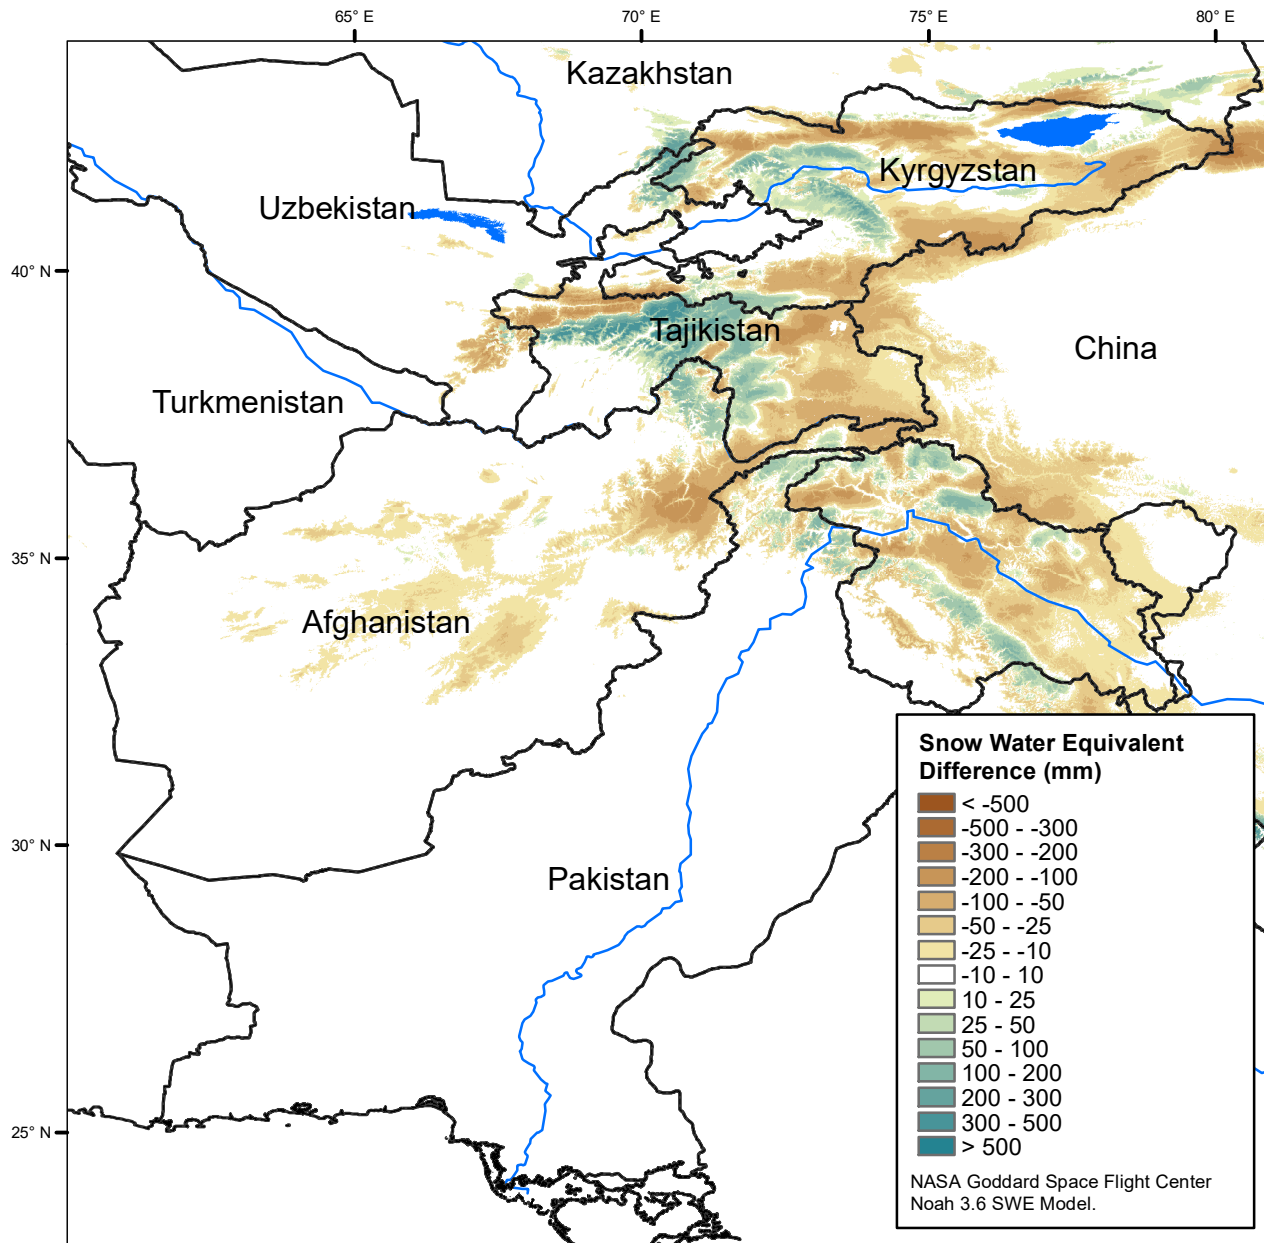 65° E
70° E
75° E
80° E
Kazakhstan
Kyrgyzstan
Uzbekistan
40° N
Tajikistan
China
Turkmenistan
35° N
Afghanistan
30° N
Pakistan
25° N
Snow Water Equivalent
Difference (mm)
< -500
-500 - -300
-300 - -200
-200 - -100
-100 - -50
-50 - -25
-25 - -10
-10 - 10
10 - 25
25 - 50
50 - 100
100 - 200
200 - 300
300 - 500
> 500
NASA Goddard Space Flight Center
Noah 3.6 SWE Model.